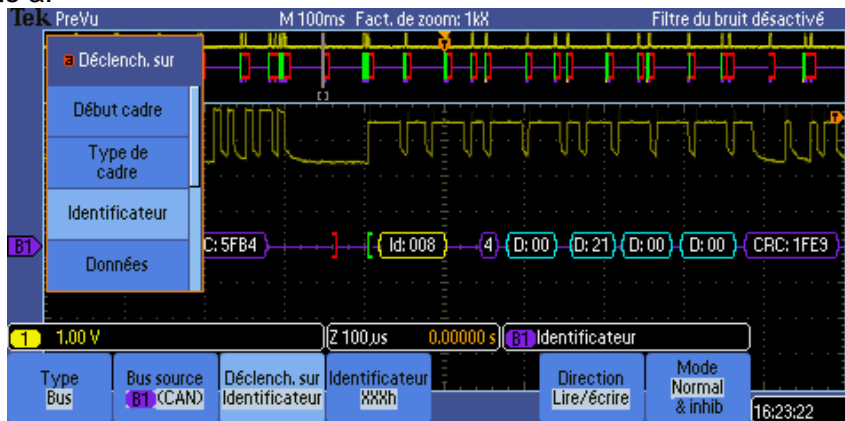 Tek PreVu M 100ms Fact. de zoom: 1kX Filtre du bruit désactivé
a Déclench. sur
Début cadre
Type de
cadre
Identificateur
Données
B1 C: 5FB4 Id: 008 4 D: 00 D: 21 D: 00 D: 00 CRC: 1FE9
1 1.00 V Z 100µs 0.00000 s B1 Identificateur
Type
Bus
Bus source
B1 (CAN)
Déclench. sur
Identificateur
Identificateur
XXXh
Direction
Lire/écrire
Mode
Normal
& inhib
16:23:22